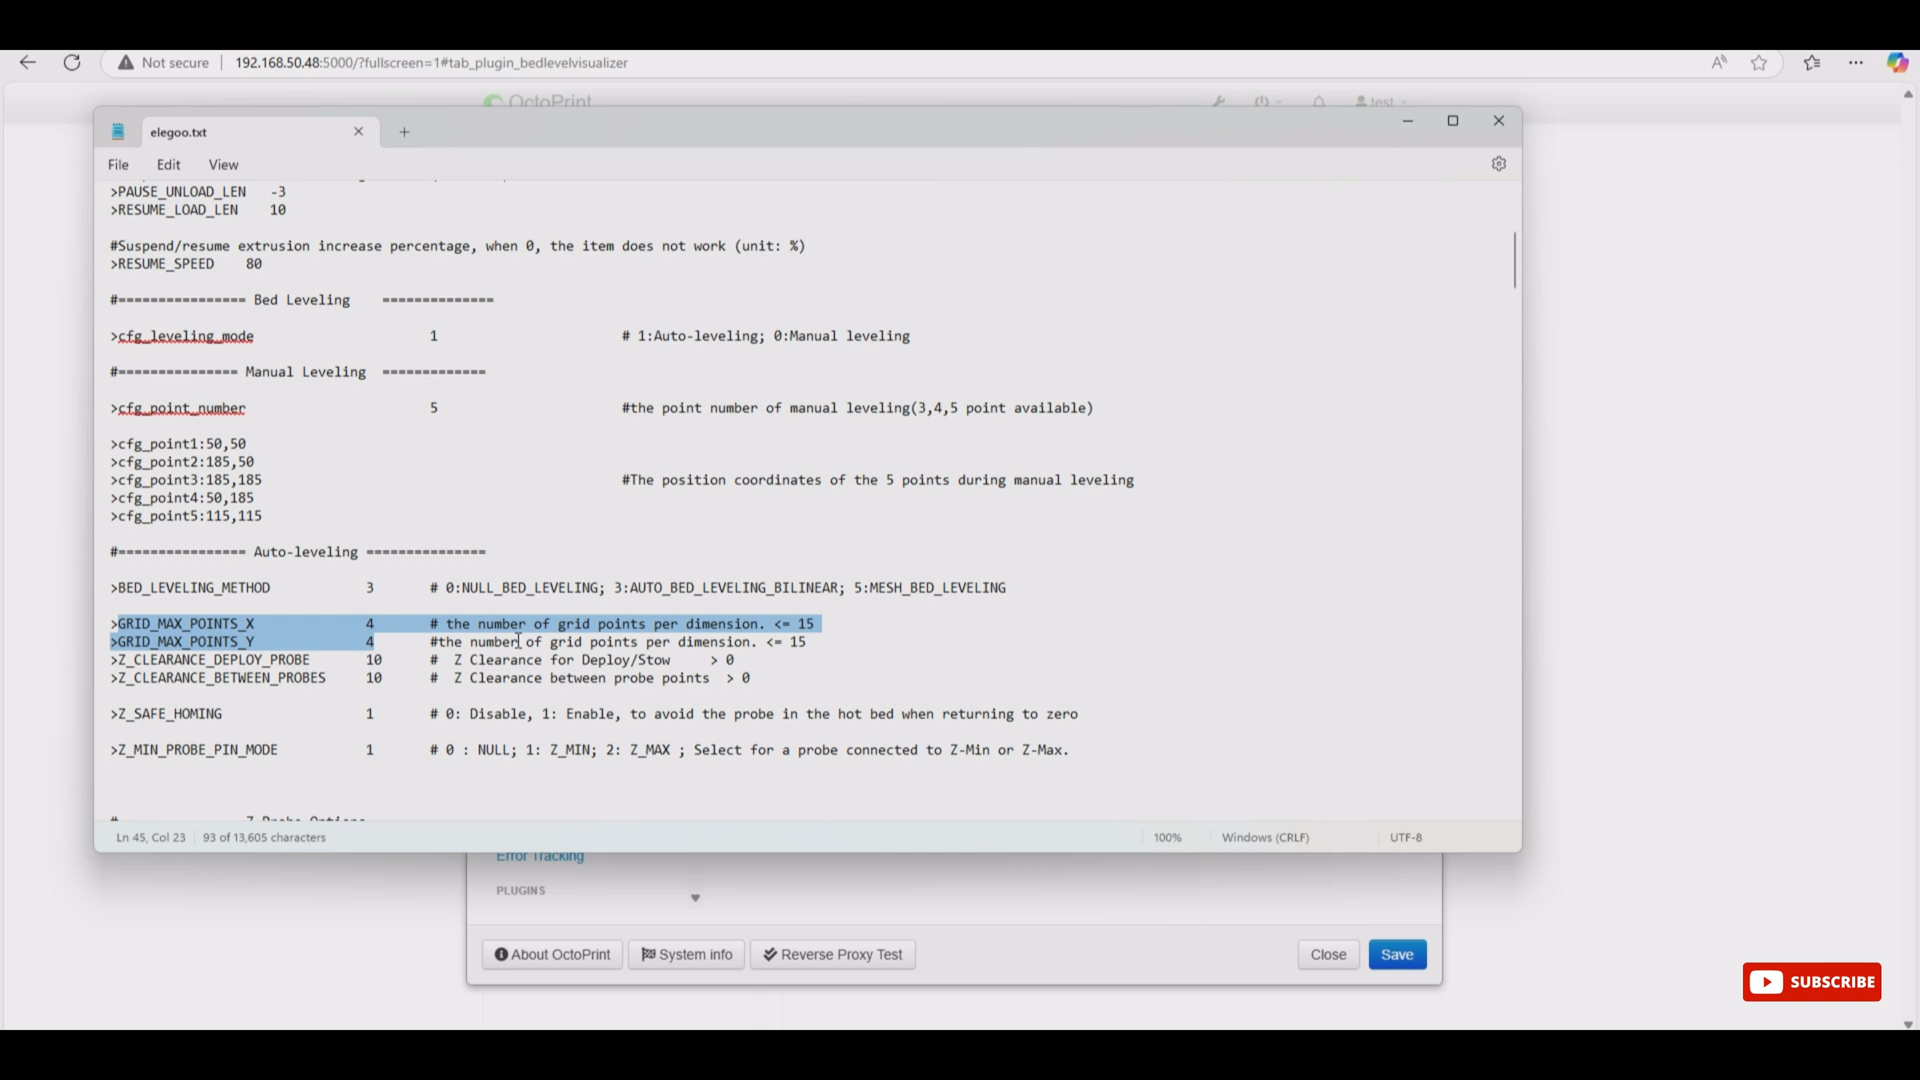 Not secure | 192.168.50.48:5000/?fullscreen=1#tab_plugin_bedlevelvisualizer
OctoPrint test
elegoo.txt
File Edit View
>PAUSE_UNLOAD_LEN -3
>RESUME_LOAD_LEN 10
#Suspend/resume extrusion increase percentage, when 0, the item does not work (unit: %)
>RESUME_SPEED 80
#================ Bed Leveling ==============
>cfg_leveling_mode 1 # 1:Auto-leveling; 0:Manual leveling
#=============== Manual Leveling =============
>cfg_point_number 5 #the point number of manual leveling(3,4,5 point available)
>cfg_point1:50,50
>cfg_point2:185,50
>cfg_point3:185,185 #The position coordinates of the 5 points during manual leveling
>cfg_point4:50,185
>cfg_point5:115,115
#================ Auto-leveling ===============
>BED_LEVELING_METHOD 3 # 0:NULL_BED_LEVELING; 3:AUTO_BED_LEVELING_BILINEAR; 5:MESH_BED_LEVELING
>GRID_MAX_POINTS_X 4 # the number of grid points per dimension. <= 15
>GRID_MAX_POINTS_Y 4 #the number of grid points per dimension. <= 15
>Z_CLEARANCE_DEPLOY_PROBE 10 # Z Clearance for Deploy/Stow > 0
>Z_CLEARANCE_BETWEEN_PROBES 10 # Z Clearance between probe points > 0
>Z_SAFE_HOMING 1 # 0: Disable, 1: Enable, to avoid the probe in the hot bed when returning to zero
>Z_MIN_PROBE_PIN_MODE 1 # 0 : NULL; 1: Z_MIN; 2: Z_MAX ; Select for a probe connected to Z-Min or Z-Max.
# Z Probe Options
Ln 45, Col 23 93 of 13,605 characters 100% Windows (CRLF) UTF-8
Error Tracking
PLUGINS
About OctoPrint System info Reverse Proxy Test Close Save
SUBSCRIBE